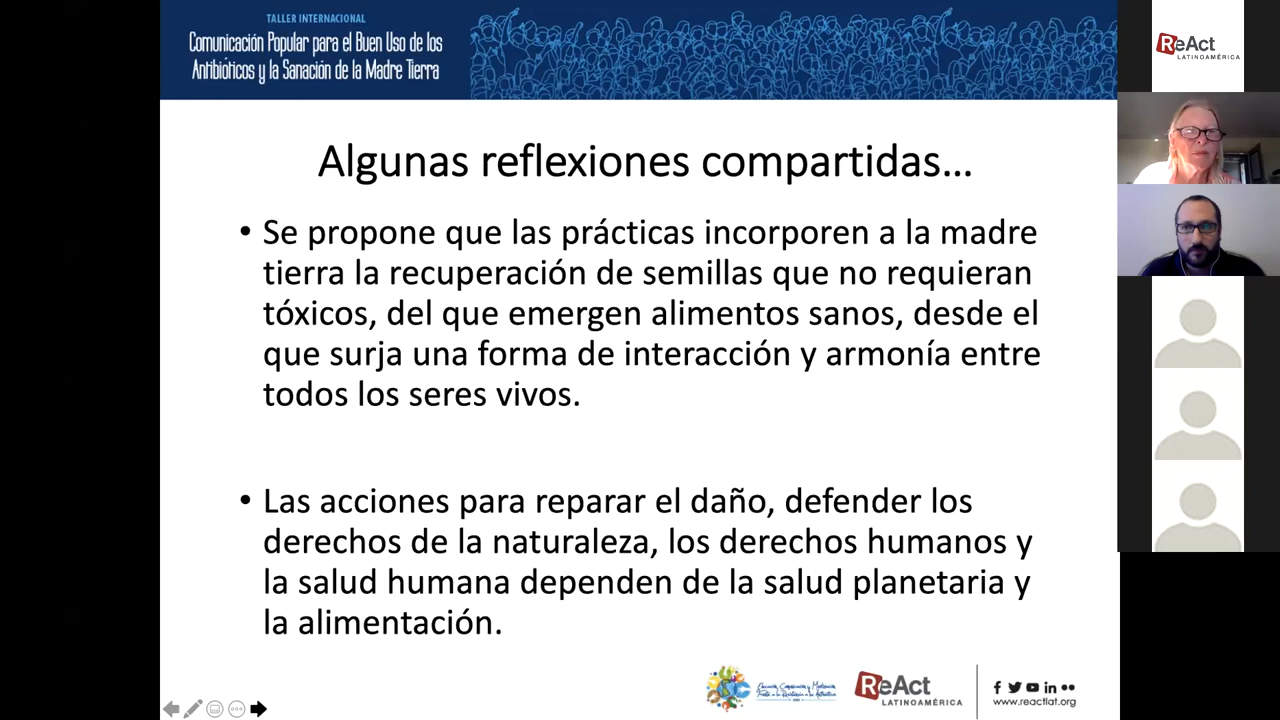 TALLER INTERNACIONAL
Comunicación Popular para el Buen Uso de los
Antibióticos y la Sanación de la Madre Tierra
ReAct
LATINOAMÉRICA
Algunas reflexiones compartidas...
• Se propone que las prácticas incorporen a la madre
tierra la recuperación de semillas que no requieran
tóxicos, del que emergen alimentos sanos, desde el
que surja una forma de interacción y armonía entre
todos los seres vivos.
• Las acciones para reparar el daño, defender los
derechos de la naturaleza, los derechos humanos y
la salud humana dependen de la salud planetaria y
la alimentación.
ReAct
LATINOAMÉRICA
www.reactlat.org